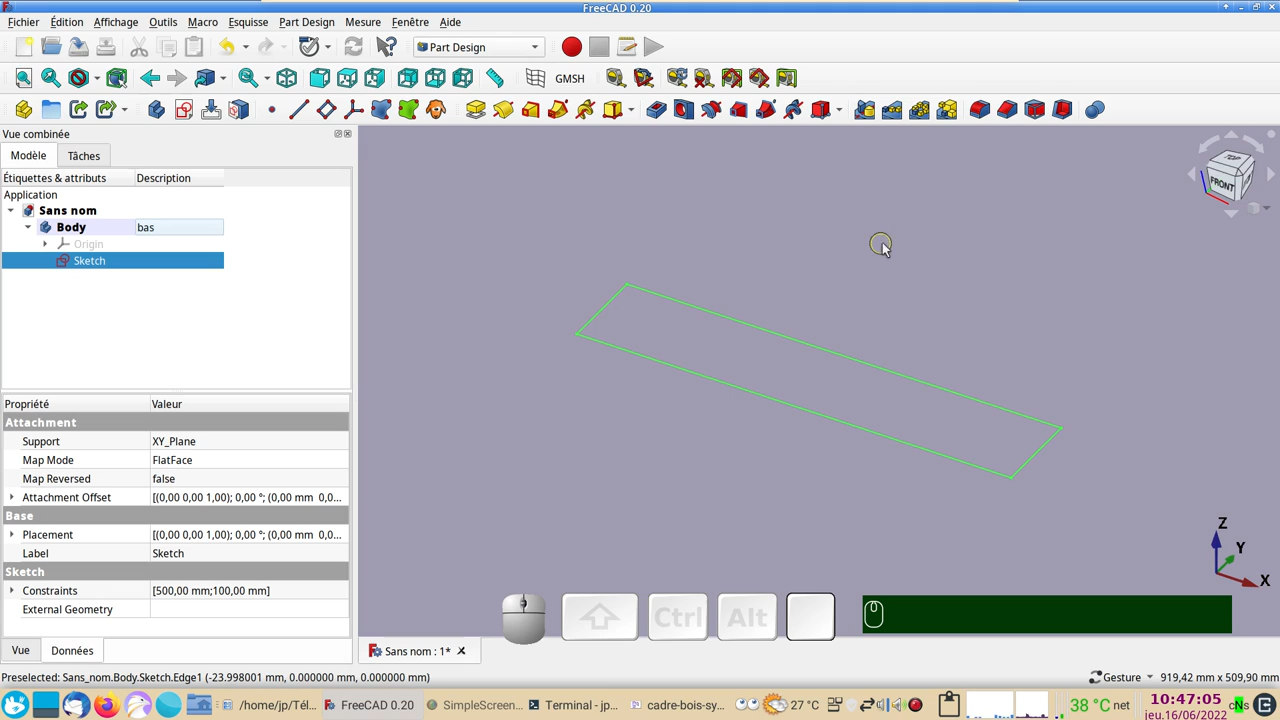 FreeCAD 0.20
Fichier Édition Affichage Outils Macro Esquisse Part Design Mesure Fenêtre Aide
Part Design
GMSH
Vue combinée
Modèle Tâches
Étiquettes & attributs Description
Application
Sans nom
Body bas
Origin
Sketch
TOP
FRONT
Propriété Valeur
Attachment
Support XY_Plane
Map Mode FlatFace
Map Reversed false
Attachment Offset [(0,00 0,00 1,00); 0,00 °; (0,00 mm 0,0...
Base
Placement [(0,00 0,00 1,00); 0,00 °; (0,00 mm 0,0...
Label Sketch
Sketch
Constraints [500,00 mm;100,00 mm]
External Geometry
Z
Y
X
Ctrl Alt
Vue Données
Sans nom : 1*
Preselected: Sans_nom.Body.Sketch.Edge1 (-23.998001 mm, 0.000000 mm, 0.000000 mm)
Gesture 919,42 mm x 509,90 mm
/home/jp/Tél... FreeCAD 0.20 SimpleScreen... Terminal - jp... cadre-bois-sy... 27 °C 38 °C net 10:47:05 cNs
jeu.16/06/2022